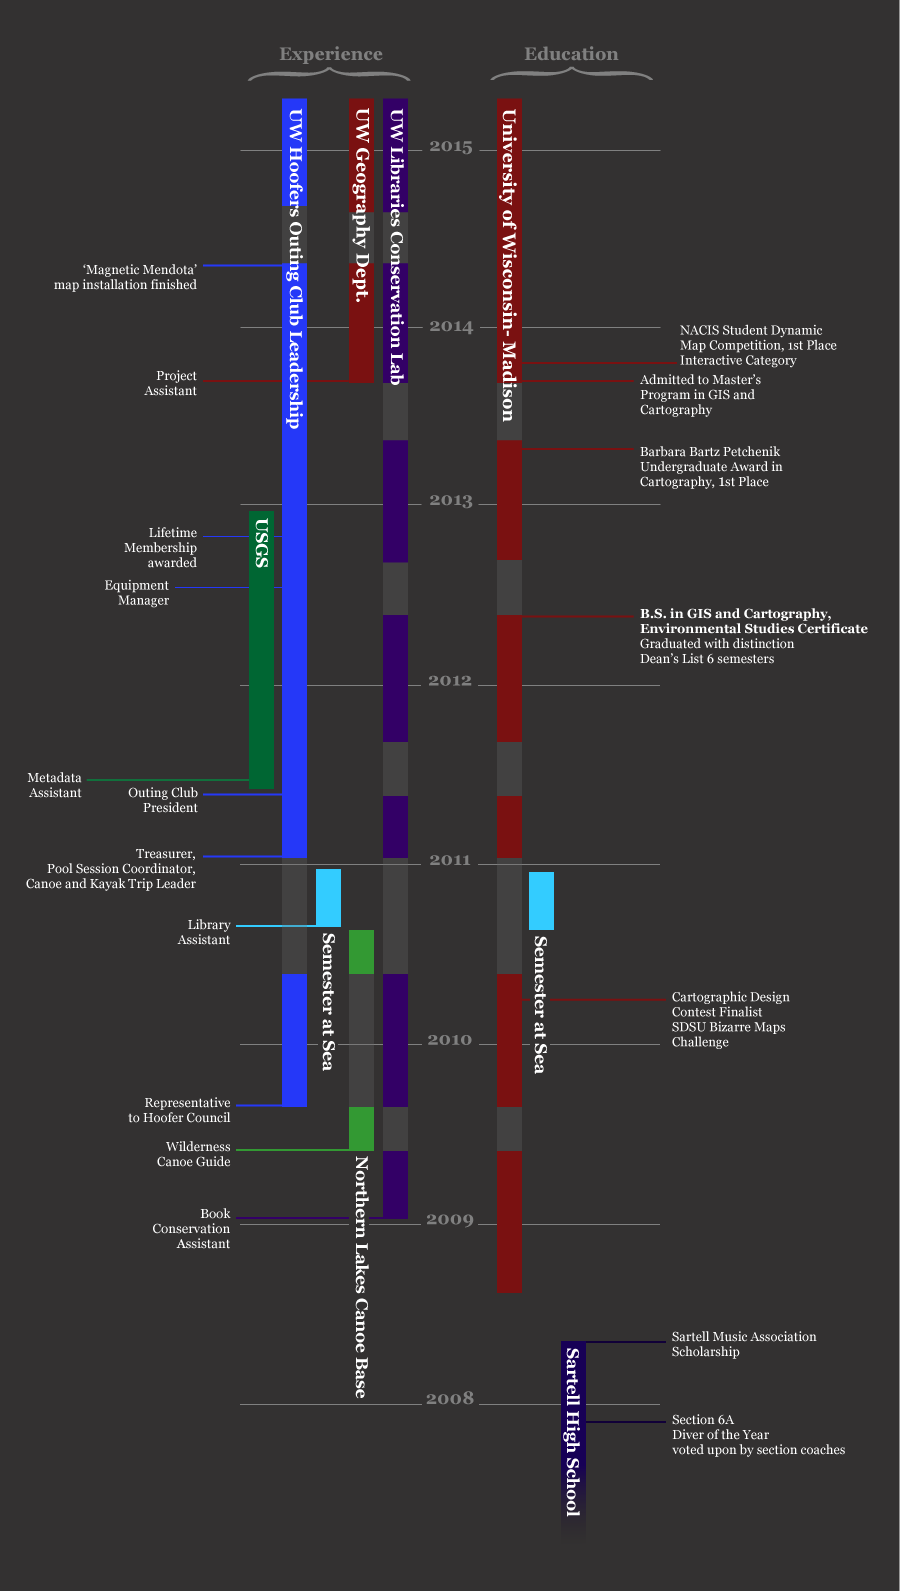 Experience
Education
UW Hoofers Outing Club Leadership
UW Geography Dept.
UW Libraries Conservation Lab
University of Wisconsin- Madison
2015
‘Magnetic Mendota’
map installation finished
2014
NACIS Student Dynamic
Map Competition, 1st Place
Interactive Category
Project
Assistant
Admitted to Master’s
Program in GIS and
Cartography
Barbara Bartz Petchenik
Undergraduate Award in
Cartography, 1st Place
2013
USGS
Lifetime
Membership
awarded
Equipment
Manager
B.S. in GIS and Cartography,
Environmental Studies Certificate
Graduated with distinction
Dean’s List 6 semesters
2012
Metadata
Assistant
Outing Club
President
Treasurer,
Pool Session Coordinator,
Canoe and Kayak Trip Leader
2011
Library
Assistant
Semester at Sea
Semester at Sea
Cartographic Design
Contest Finalist
SDSU Bizarre Maps
Challenge
2010
Representative
to Hoofer Council
Wilderness
Canoe Guide
Northern Lakes Canoe Base
Book
Conservation
Assistant
2009
Sartell Music Association
Scholarship
Sartell High School
2008
Section 6A
Diver of the Year
voted upon by section coaches